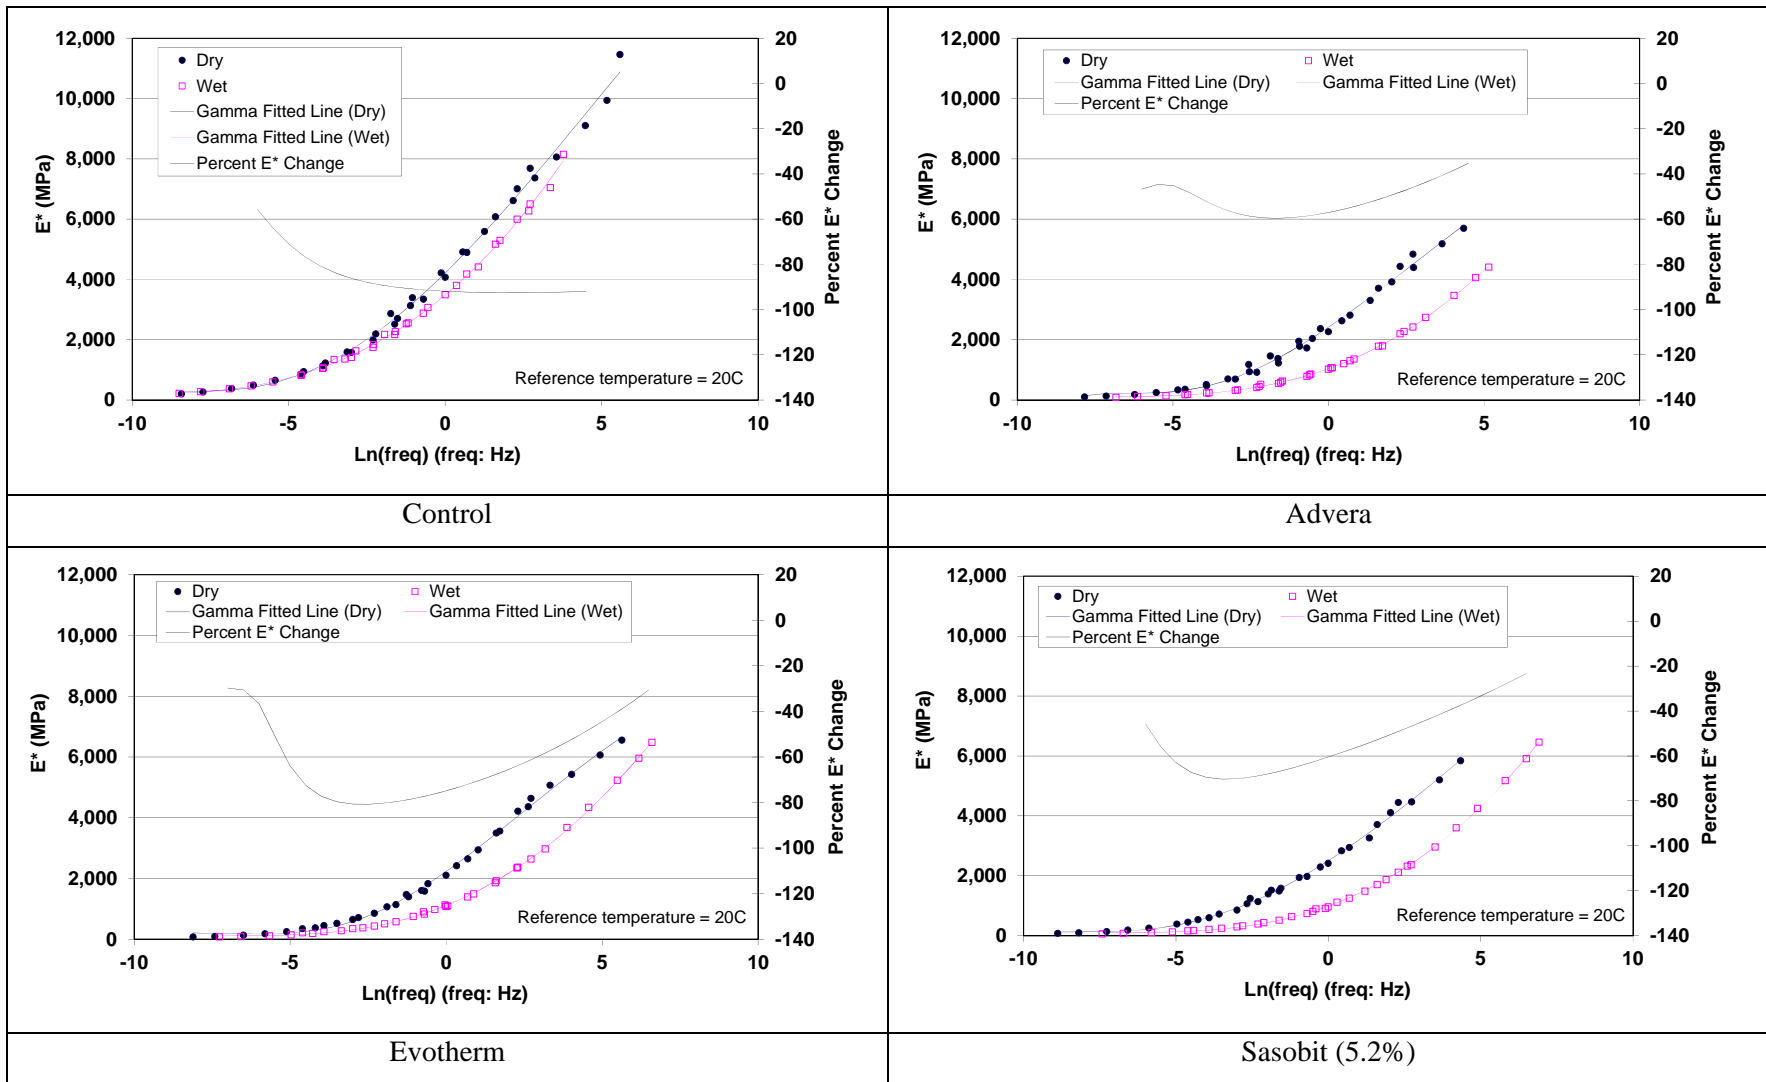 12,000
10,000
8,000
6,000
4,000
2,000
0
E* (MPa)
Dry
Wet
Gamma Fitted Line (Dry)
Gamma Fitted Line (Wet)
Percent E* Change
20
0
-20
-40
-60
-80
-100
-120
-140
Percent E* Change
Reference temperature = 20C
-10 -5 0 5 10
Ln(freq) (freq: Hz)
Control
12,000
10,000
8,000
6,000
4,000
2,000
0
E* (MPa)
Dry Wet
Gamma Fitted Line (Dry) Gamma Fitted Line (Wet)
Percent E* Change
20
0
-20
-40
-60
-80
-100
-120
-140
Percent E* Change
Reference temperature = 20C
-10 -5 0 5 10
Ln(freq) (freq: Hz)
Advera
12,000
10,000
8,000
6,000
4,000
2,000
0
E* (MPa)
Dry Wet
Gamma Fitted Line (Dry) Gamma Fitted Line (Wet)
Percent E* Change
20
0
-20
-40
-60
-80
-100
-120
-140
Percent E* Change
Reference temperature = 20C
-10 -5 0 5 10
Ln(freq) (freq: Hz)
Evotherm
12,000
10,000
8,000
6,000
4,000
2,000
0
E* (MPa)
Dry Wet
Gamma Fitted Line (Dry) Gamma Fitted Line (Wet)
Percent E* Change
20
0
-20
-40
-60
-80
-100
-120
-140
Percent E* Change
Reference temperature = 20C
-10 -5 0 5 10
Ln(freq) (freq: Hz)
Sasobit (5.2%)